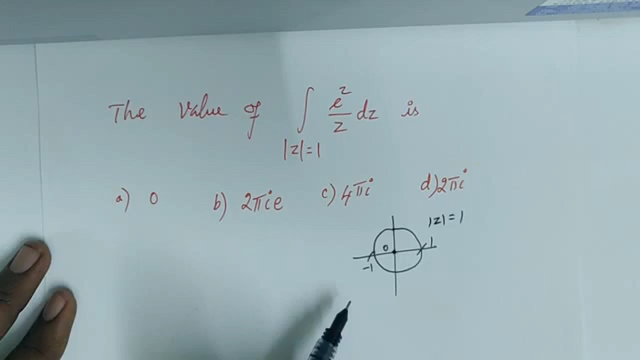 The value of ∫ e^z/z dz is
|z|=1
a) 0 b) 2πie c) 4πi d) 2πi
|z|=1
0 1
-1